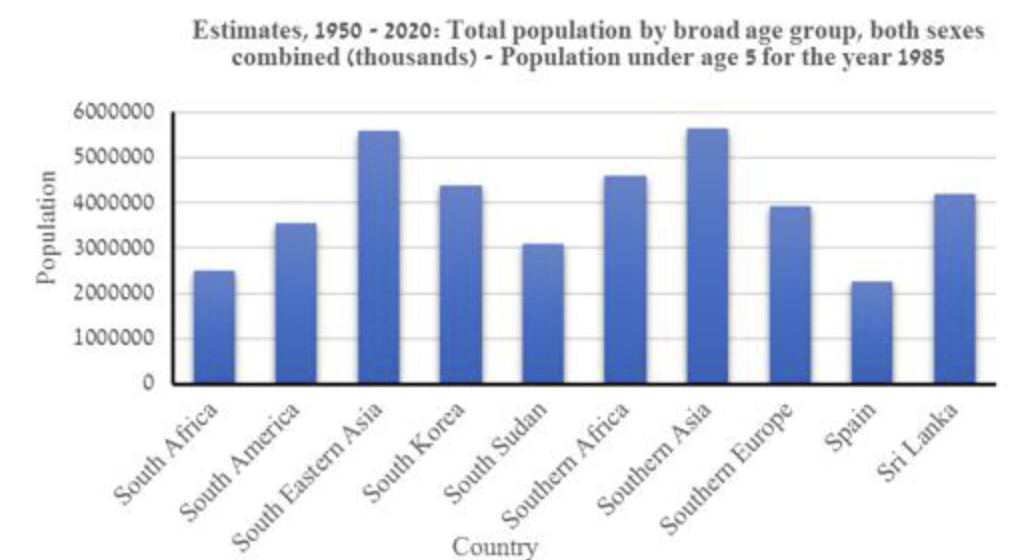 Estimates, 1950 - 2020: Total population by broad age group, both sexes
combined (thousands) - Population under age 5 for the year 1985
Population
6000000
5000000
4000000
3000000
2000000
1000000
0
South Africa
South America
South Eastern Asia
South Korea
South Sudan
Southern Africa
Southern Asia
Southern Europe
Spain
Sri Lanka
Country